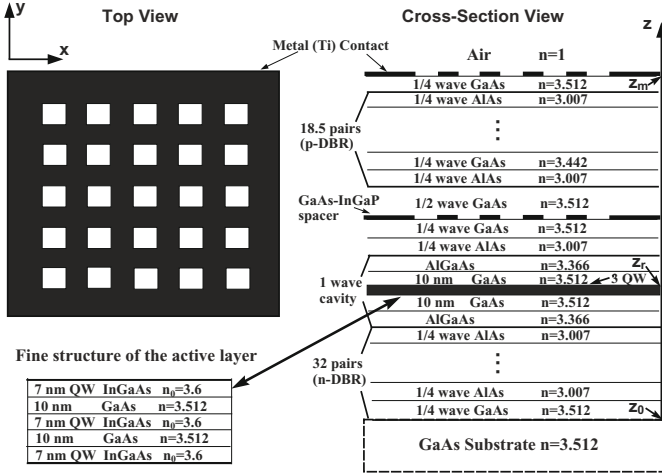 y
x
Top View
Metal (Ti) Contact
Fine structure of the active layer
7 nm QW InGaAs n0=3.6
10 nm GaAs n=3.512
7 nm QW InGaAs n0=3.6
10 nm GaAs n=3.512
7 nm QW InGaAs n0=3.6
Cross-Section View
z
Air n=1
1/4 wave GaAs n=3.512 zm
1/4 wave AlAs n=3.007
18.5 pairs
(p-DBR)
1/4 wave GaAs n=3.442
1/4 wave AlAs n=3.007
GaAs-InGaP
spacer
1/2 wave GaAs n=3.512
1/4 wave GaAs n=3.512
1/4 wave AlAs n=3.007
1 wave
cavity
AlGaAs n=3.366 zr
10 nm GaAs n=3.512 3 QW
10 nm GaAs n=3.512
AlGaAs n=3.366
1/4 wave AlAs n=3.007
32 pairs
(n-DBR)
1/4 wave AlAs n=3.007
1/4 wave GaAs n=3.512 z0
GaAs Substrate n=3.512